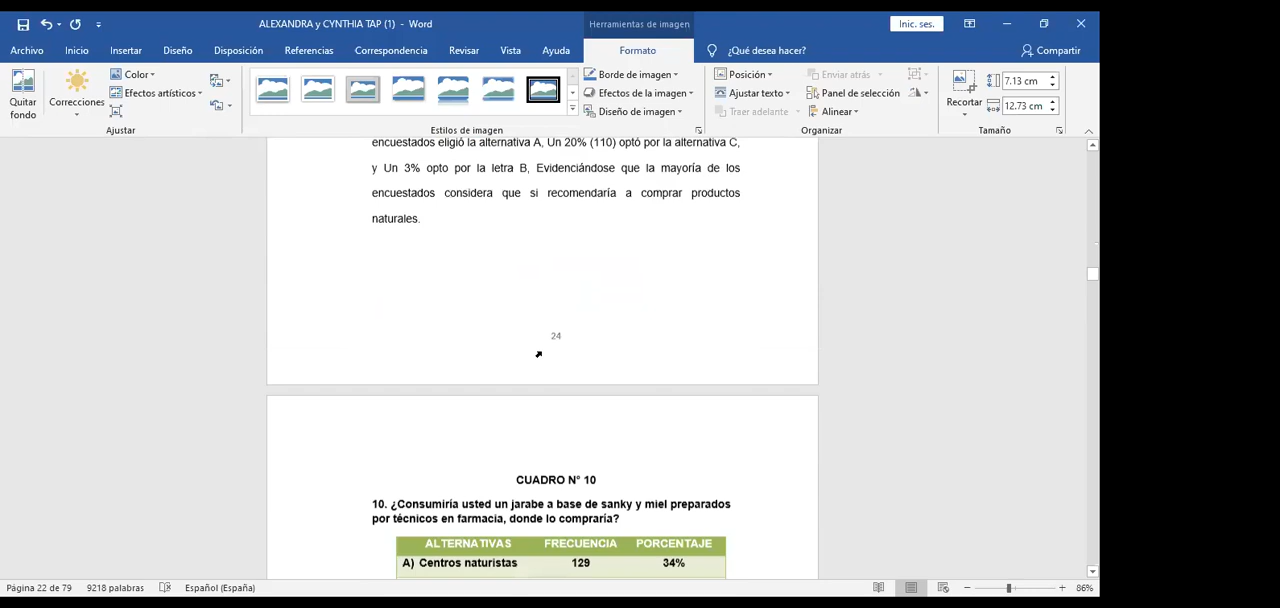 ALEXANDRA y CYNTHIA TAP (1) - Word
Herramientas de imagen
Inic. ses.
Archivo Inicio Insertar Diseño Disposición Referencias Correspondencia Revisar Vista Ayuda Formato ¿Qué desea hacer? Compartir
Quitar fondo
Correcciones
Color
Efectos artísticos
Ajustar
Estilos de imagen
Borde de imagen
Efectos de la imagen
Diseño de imagen
Posición
Ajustar texto
Traer adelante
Enviar atrás
Panel de selección
Alinear
Organizar
Recortar
7.13 cm
12.73 cm
Tamaño
encuestados eligió la alternativa A, Un 20% (110) optó por la alternativa C,
y Un 3% opto por la letra B, Evidenciándose que la mayoría de los
encuestados considera que si recomendaría a comprar productos
naturales.
24
CUADRO N° 10
10. ¿Consumiría usted un jarabe a base de sanky y miel preparados
por técnicos en farmacia, donde lo compraría?
ALTERNATIVAS FRECUENCIA PORCENTAJE
A) Centros naturistas 129 34%
Página 22 de 79 9218 palabras Español (España) 86%